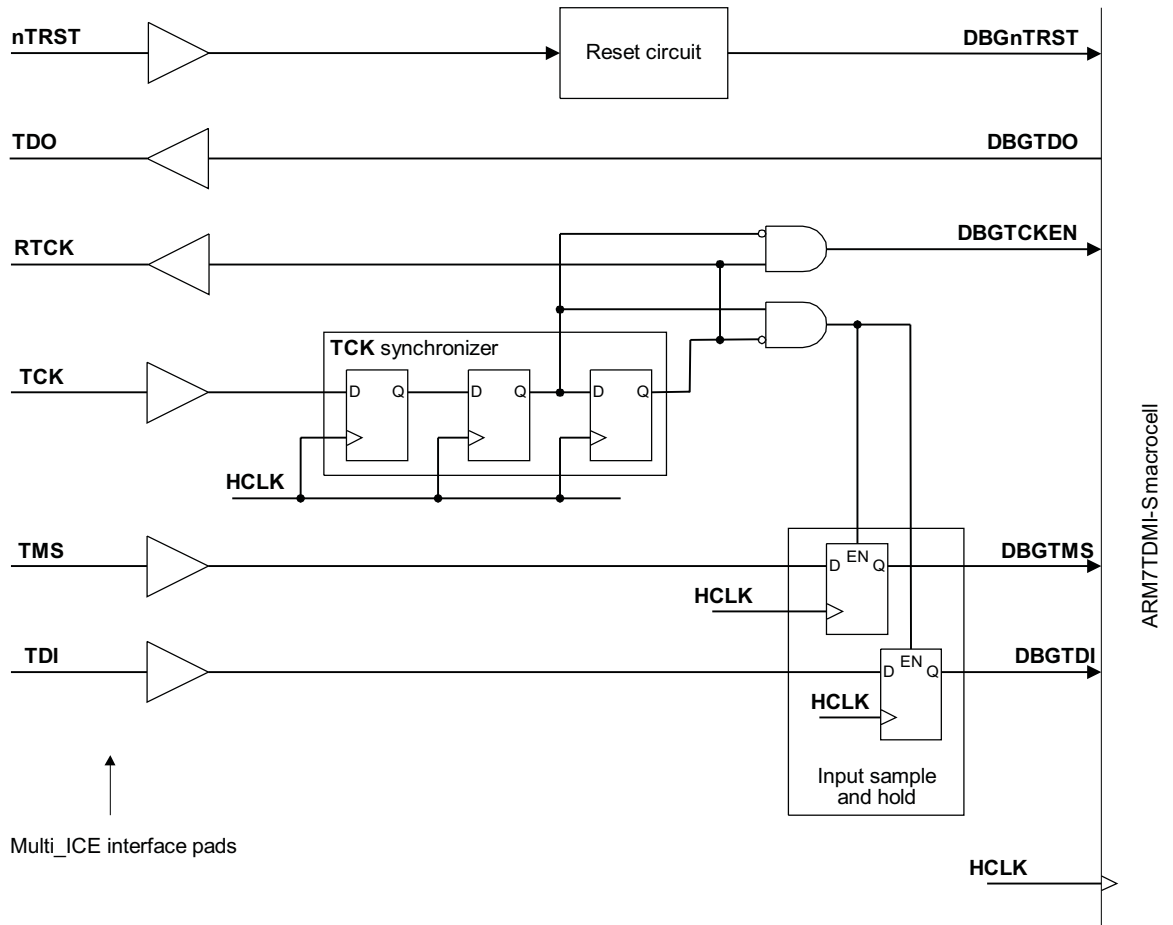 nTRST
Reset circuit
DBGnTRST
TDO
DBGTDO
RTCK
DBGTCKEN
TCK synchronizer
TCK
D Q
D Q
D Q
HCLK
ARM7TDMI-Smacrocell
TMS
D EN Q
DBGTMS
HCLK
TDI
D EN Q
DBGTDI
HCLK
Input sample
and hold
Multi_ICE interface pads
HCLK